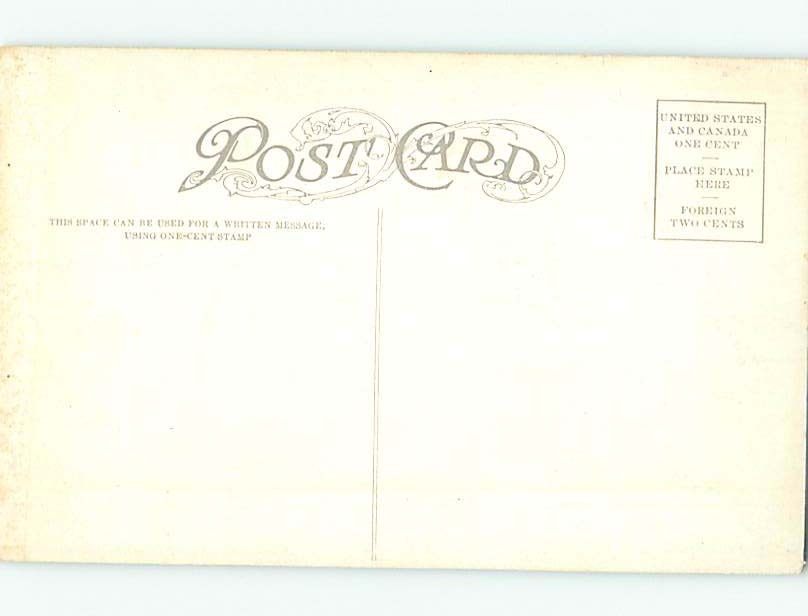 POST CARD
UNITED STATES
AND CANADA
ONE CENT
PLACE STAMP
HERE
FOREIGN
TWO CENTS
THIS SPACE CAN BE USED FOR A WRITTEN MESSAGE,
USING ONE-CENT STAMP